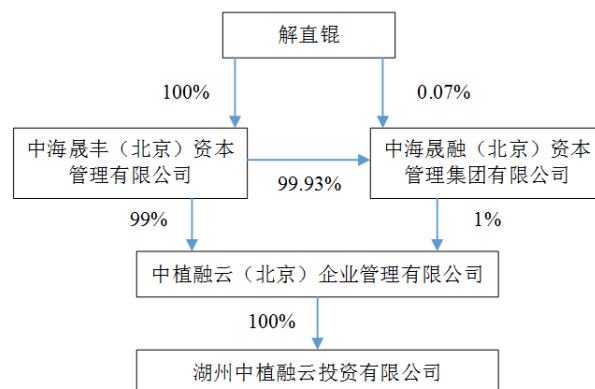 解直锟
100%
0.07%
中海晟丰（北京）资本
管理有限公司
99.93%
中海晟融（北京）资本
管理集团有限公司
99%
1%
中植融云（北京）企业管理有限公司
100%
湖州中植融云投资有限公司